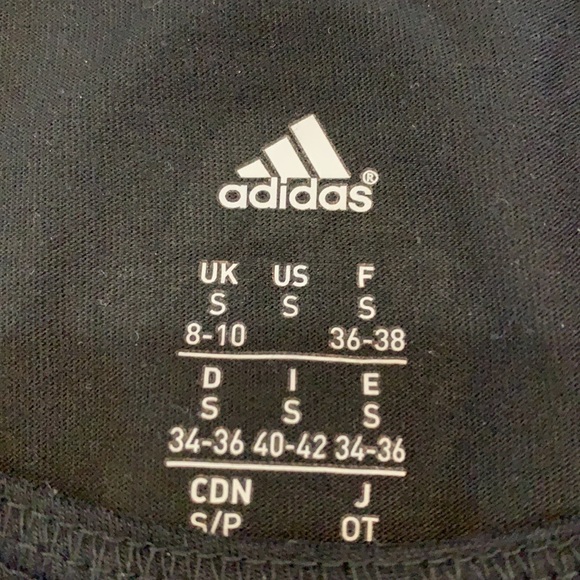 adidas®
UK US F
S S S
8-10 36-38
D I E
S S S
34-36 40-42 34-36
CDN J
S/P OT